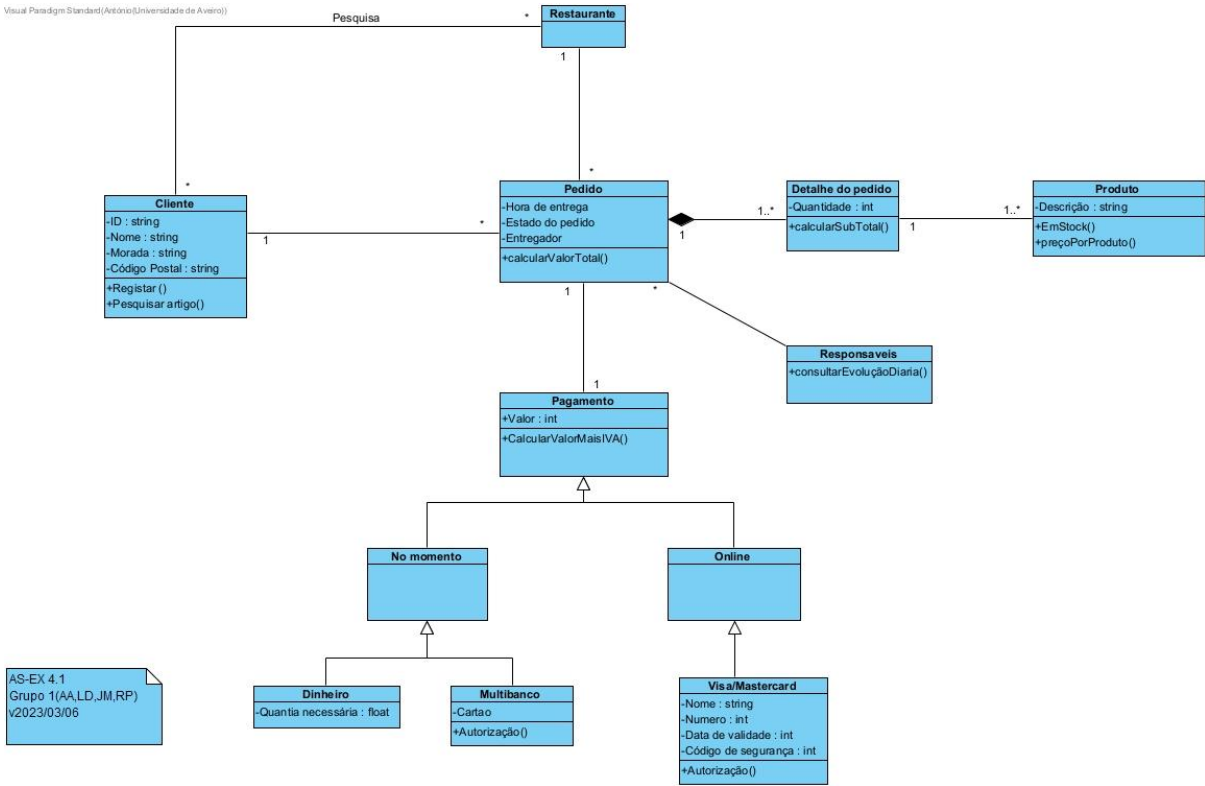 Visual Paradigm Standard(António(Universidade de Aveiro))
Pesquisa
*
Restaurante
1
*
*
Cliente
-ID : string
-Nome : string
-Morada : string
-Código Postal : string
+Registar ()
+Pesquisar artigo()
1
*
Pedido
-Hora de entrega
-Estado do pedido
-Entregador
+calcularValorTotal()
1
1..*
Detalhe do pedido
-Quantidade : int
+calcularSubTotal()
1
1..*
Produto
-Descrição : string
+EmStock()
+preçoPorProduto()
1
*
Responsaveis
+consultarEvoluçãoDiaria()
1
Pagamento
+Valor : int
+CalcularValorMaisIVA()
No momento
Online
Dinheiro
-Quantia necessária : float
Multibanco
-Cartao
+Autorização()
Visa/Mastercard
-Nome : string
-Numero : int
-Data de validade : int
-Código de segurança : int
+Autorização()
AS-EX 4.1
Grupo 1(AA,LD,JM,RP)
v2023/03/06